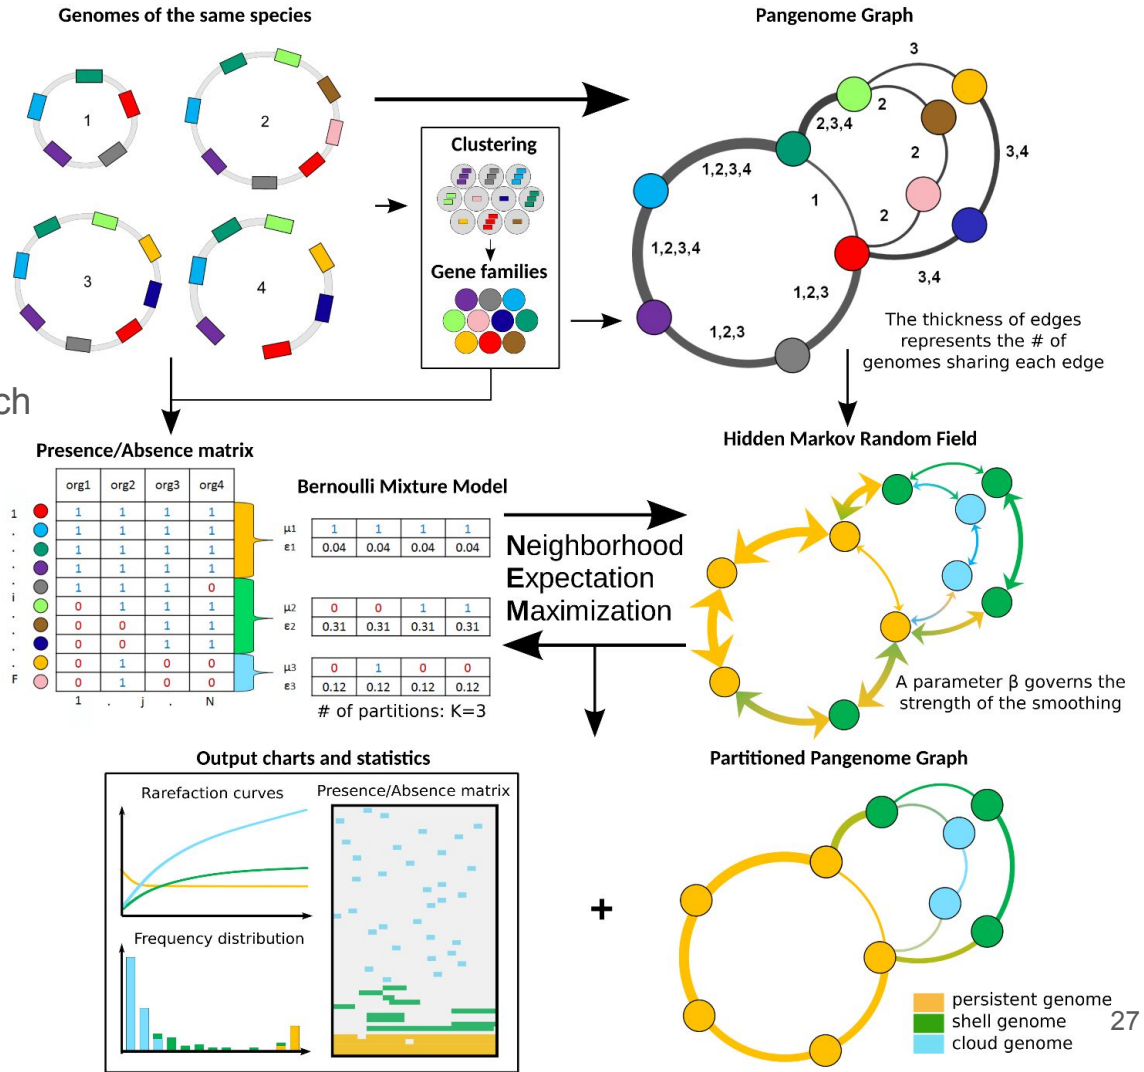 Genomes of the same species
1
2
3
4
Clustering
Gene families
Pangenome Graph
3
2
2,3,4
2
3,4
1,2,3,4
1
2
1,2,3,4
3,4
1,2,3
1,2,3
The thickness of edges
represents the # of
genomes sharing each edge
ch
Presence/Absence matrix
org1 org2 org3 org4
1 1 1 1 1
. 1 1 1 1
. 1 1 1 1
. 1 1 1 1
i 1 1 1 0
. 0 1 1 1
. 0 0 1 1
. 0 0 1 1
. 0 1 0 0
F 0 1 0 0
1 . j . N
Bernoulli Mixture Model
μ1 1 1 1 1
ε1 0.04 0.04 0.04 0.04
μ2 0 0 1 1
ε2 0.31 0.31 0.31 0.31
μ3 0 1 0 0
ε3 0.12 0.12 0.12 0.12
# of partitions: K=3
Neighborhood
Expectation
Maximization
Hidden Markov Random Field
A parameter β governs the
strength of the smoothing
Output charts and statistics
Rarefaction curves
Presence/Absence matrix
Frequency distribution
+
Partitioned Pangenome Graph
persistent genome
shell genome
cloud genome
27